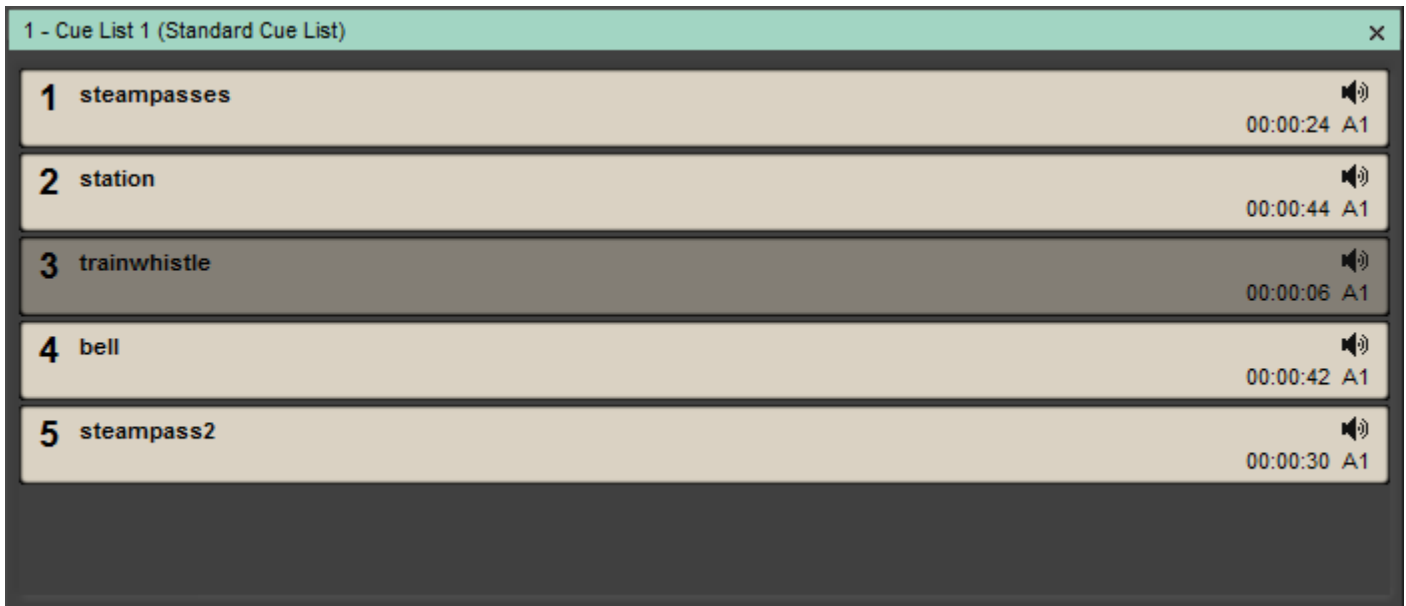 1 - Cue List 1 (Standard Cue List)
1 steampasses
00:00:24 A1
2 station
00:00:44 A1
3 trainwhistle
00:00:06 A1
4 bell
00:00:42 A1
5 steampass2
00:00:30 A1